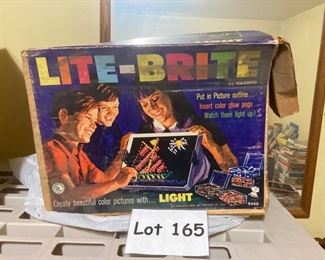 LITE-BRITE
BY HASBRO
Put in Picture outline...
Insert color glow pegs...
Watch them light up!
Create beautiful color pictures with... LIGHT
5455
Lot 165